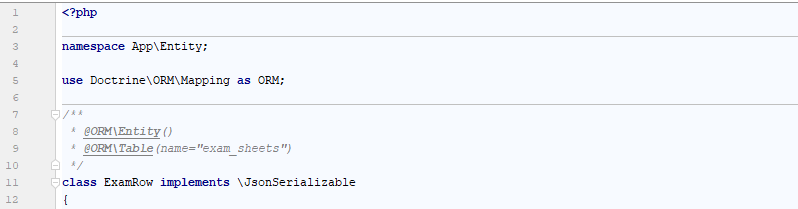 1 <?php
2
3 namespace App\Entity;
4
5 use Doctrine\ORM\Mapping as ORM;
6
7 /**
8 * @ORM\Entity()
9 * @ORM\Table(name="exam_sheets")
10 */
11 class ExamRow implements \JsonSerializable
12 {